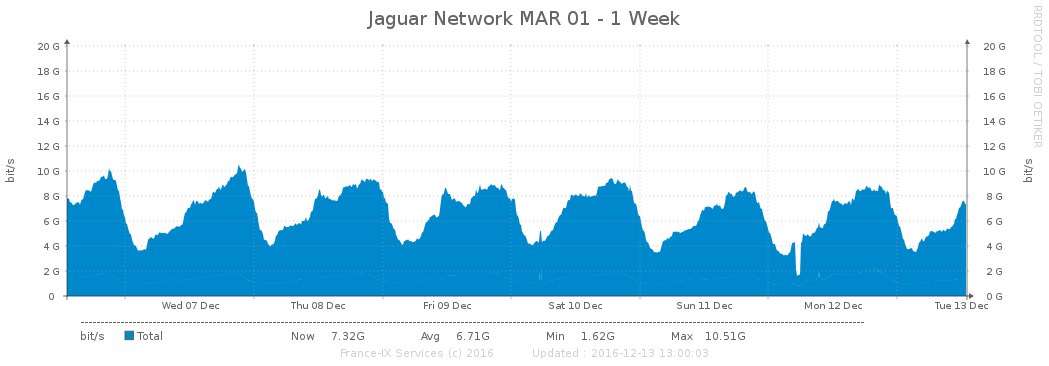 Jaguar Network MAR 01 - 1 Week
RRDTOOL / TOBI OETIKER
bit/s
bit/s
20 G 20 G
18 G 18 G
16 G 16 G
14 G 14 G
12 G 12 G
10 G 10 G
8 G 8 G
6 G 6 G
4 G 4 G
2 G 2 G
0 0 G
Wed 07 Dec Thu 08 Dec Fri 09 Dec Sat 10 Dec Sun 11 Dec Mon 12 Dec Tue 13 Dec
bit/s Total Now 7.32G Avg 6.71G Min 1.62G Max 10.51G
France-IX Services (c) 2016 Updated : 2016-12-13 13:00:03